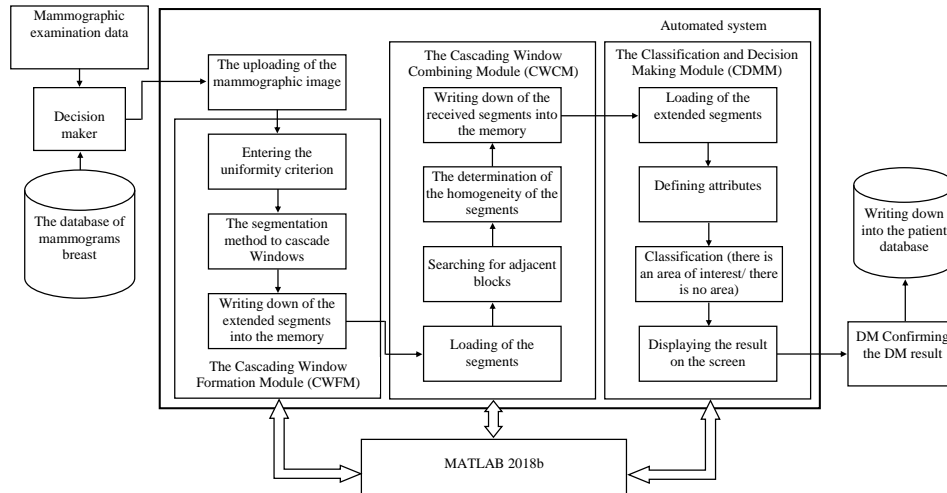 Mammographic
examination data
Decision
maker
The database of
mammograms
breast
Automated system
The uploading of the
mammographic image
Entering the
uniformity criterion
The segmentation
method to cascade
Windows
Writing down of the
extended segments
into the memory
The Cascading Window
Formation Module (CWFM)
The Cascading Window
Combining Module (CWCM)
Writing down of the
received segments into
the memory
The determination of
the homogeneity of the
segments
Searching for adjacent
blocks
Loading of the
segments
The Classification and Decision
Making Module (CDMM)
Loading of the
extended segments
Defining attributes
Classification (there is
an area of interest/ there
is no area)
Displaying the result
on the screen
Writing down
into the patient
database
DM Confirming
the DM result
MATLAB 2018b